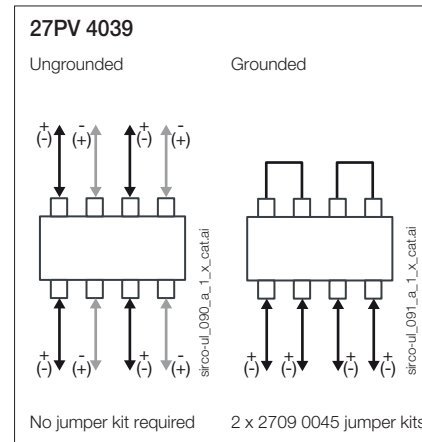 27PV 4039
Ungrounded
Grounded
+ - + -
(-) (+) (-) (+)
sirco-ul_090_a_1_x_cat.ai
+ - + -
(-) (+) (-) (+)
sirco-ul_091_a_1_x_cat.ai
+ + + +
(-) (-) (-) (-)
No jumper kit required
2 x 2709 0045 jumper kits